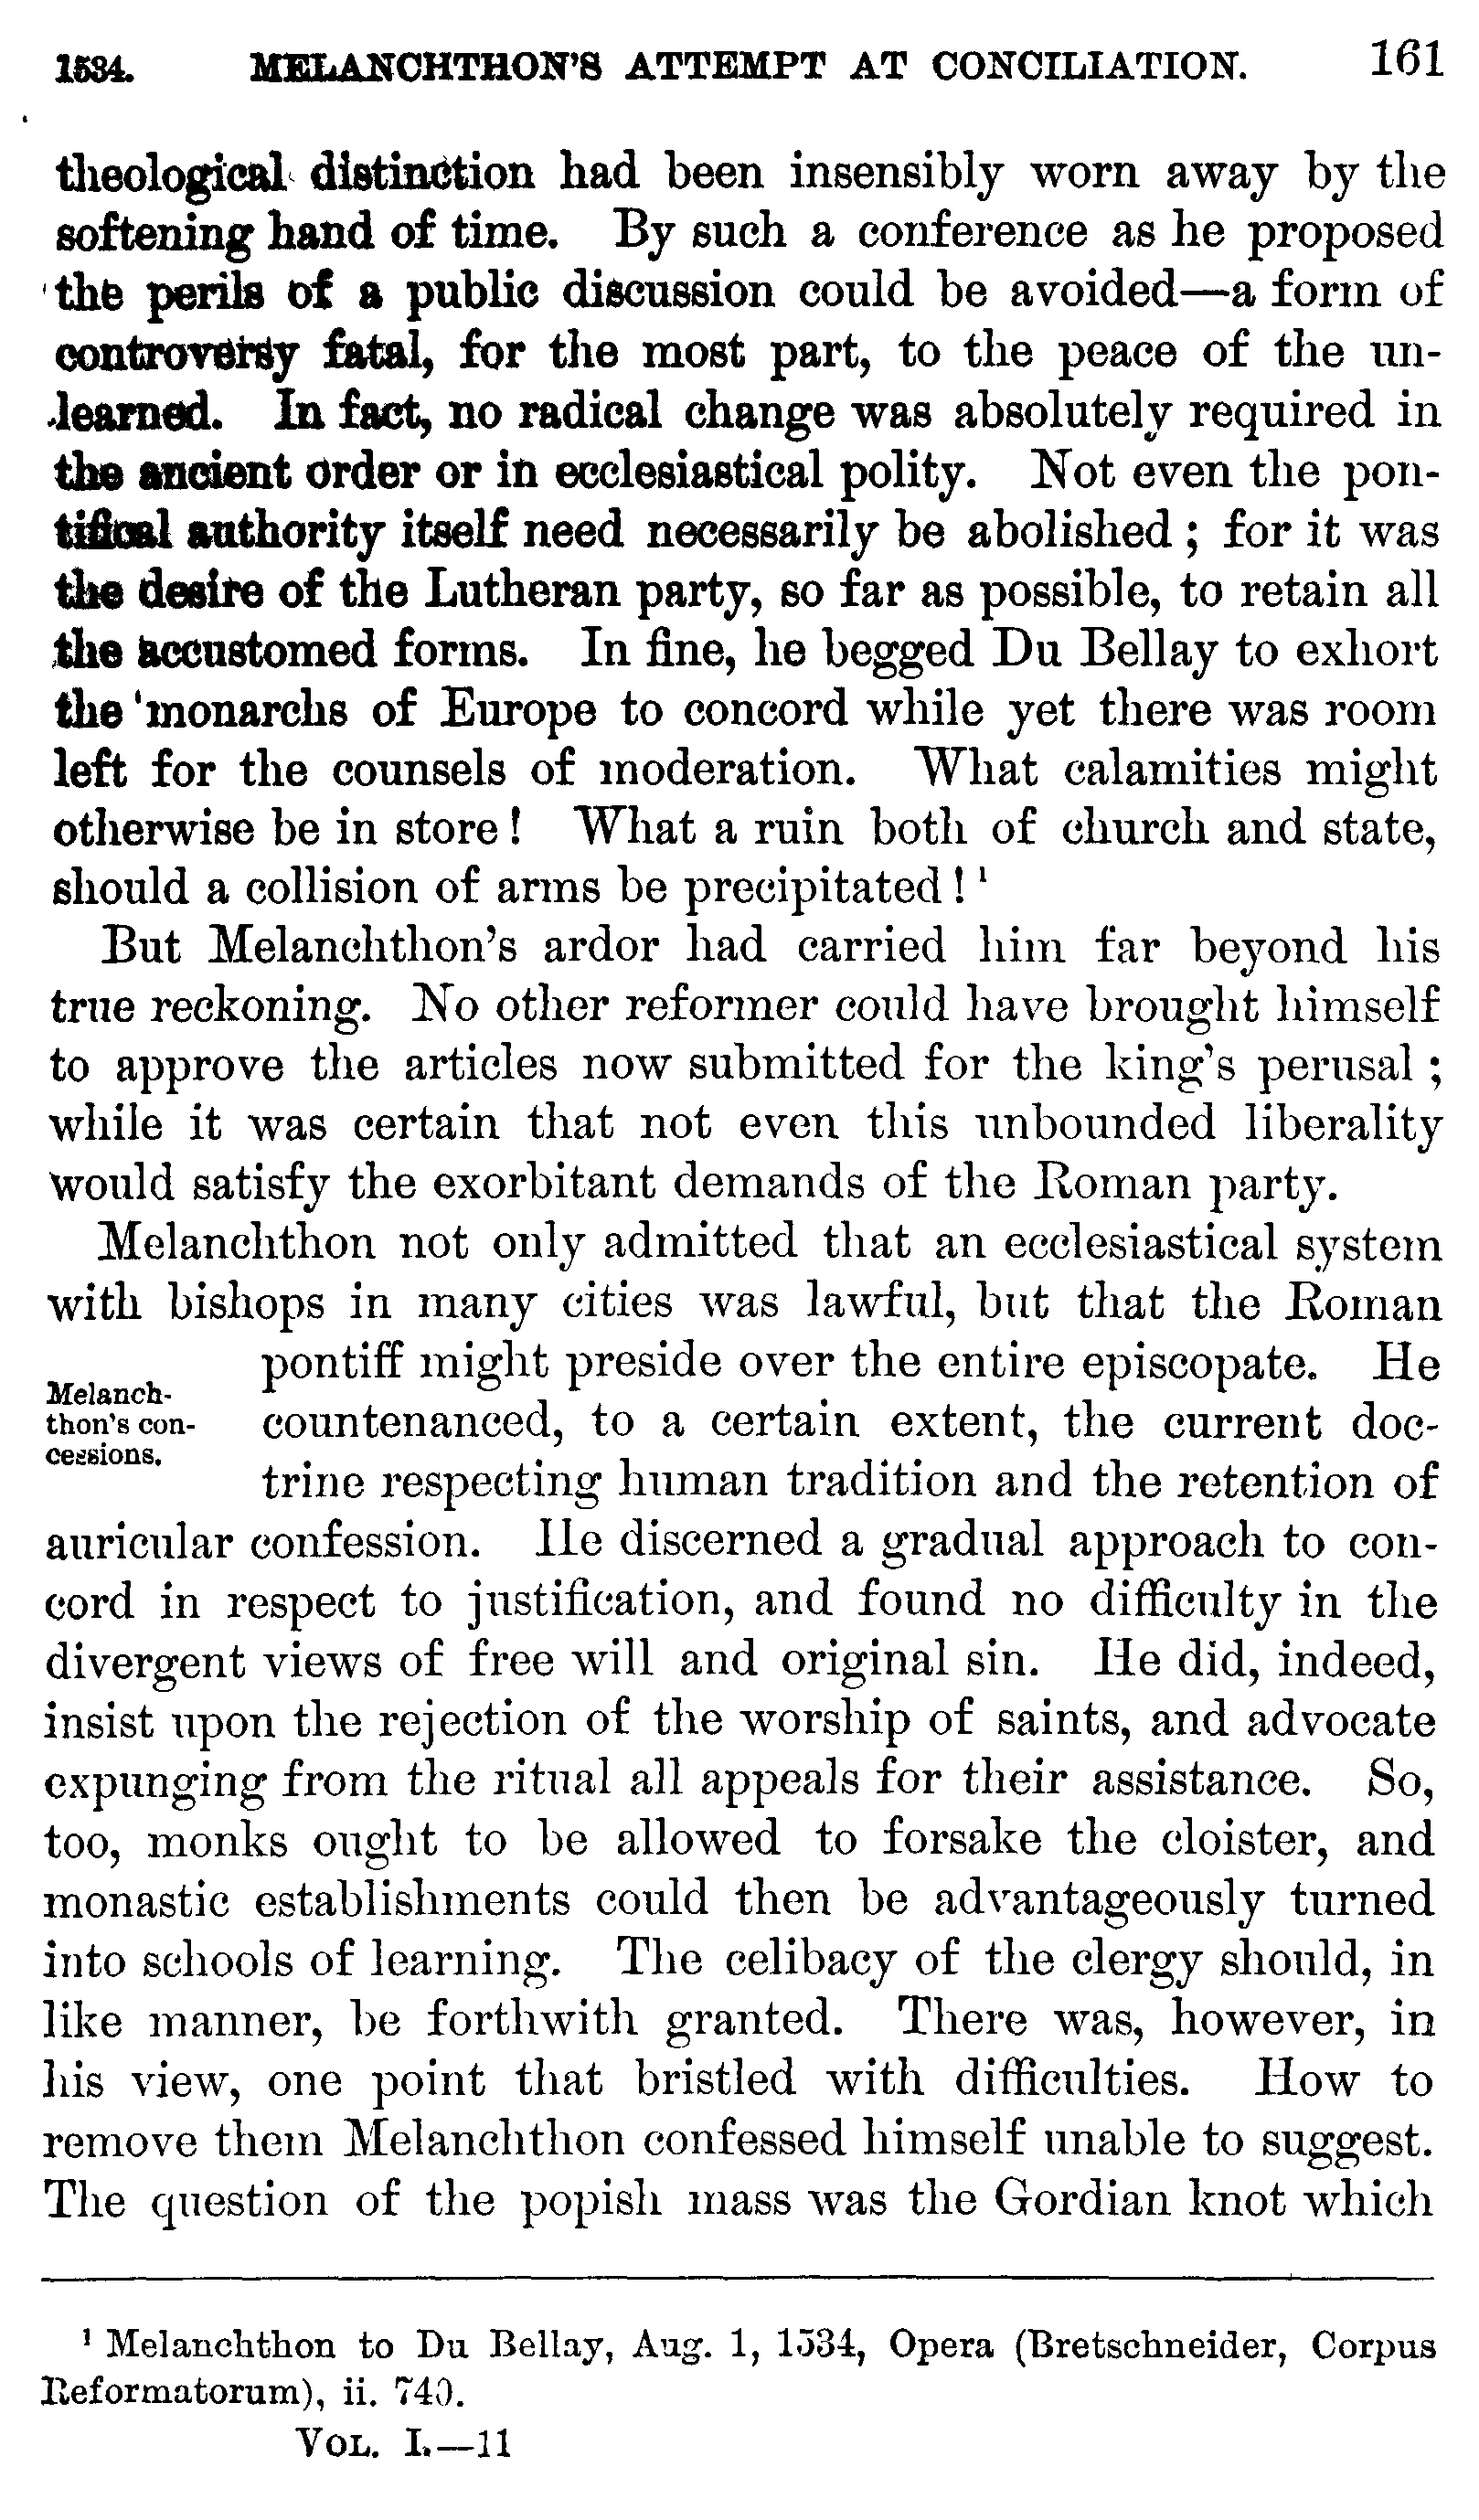 1534. MELANCHTHON'S ATTEMPT AT CONCILIATION. 161
theological distinction had been insensibly worn away by the
softening hand of time. By such a conference as he proposed
the perils of a public discussion could be avoided—a form of
controversy fatal, for the most part, to the peace of the un-
learned. In fact, no radical change was absolutely required in
the ancient order or in ecclesiastical polity. Not even the pon-
tifical authority itself need necessarily be abolished; for it was
the desire of the Lutheran party, so far as possible, to retain all
the accustomed forms. In fine, he begged Du Bellay to exhort
the monarchs of Europe to concord while yet there was room
left for the counsels of moderation. What calamities might
otherwise be in store! What a ruin both of church and state,
should a collision of arms be precipitated!¹
But Melanchthon's ardor had carried him far beyond his
true reckoning. No other reformer could have brought himself
to approve the articles now submitted for the king's perusal;
while it was certain that not even this unbounded liberality
would satisfy the exorbitant demands of the Roman party.
Melanchthon not only admitted that an ecclesiastical system
with bishops in many cities was lawful, but that the Roman
pontiff might preside over the entire episcopate. He
Melanch-
thon's con-
cessions.
countenanced, to a certain extent, the current doc-
trine respecting human tradition and the retention of
auricular confession. He discerned a gradual approach to con-
cord in respect to justification, and found no difficulty in the
divergent views of free will and original sin. He did, indeed,
insist upon the rejection of the worship of saints, and advocate
expunging from the ritual all appeals for their assistance. So,
too, monks ought to be allowed to forsake the cloister, and
monastic establishments could then be advantageously turned
into schools of learning. The celibacy of the clergy should, in
like manner, be forthwith granted. There was, however, in
his view, one point that bristled with difficulties. How to
remove them Melanchthon confessed himself unable to suggest.
The question of the popish mass was the Gordian knot which
¹ Melanchthon to Du Bellay, Aug. 1, 1534, Opera (Bretschneider, Corpus
Reformatorum), ii. 740.
VOL. I.—11